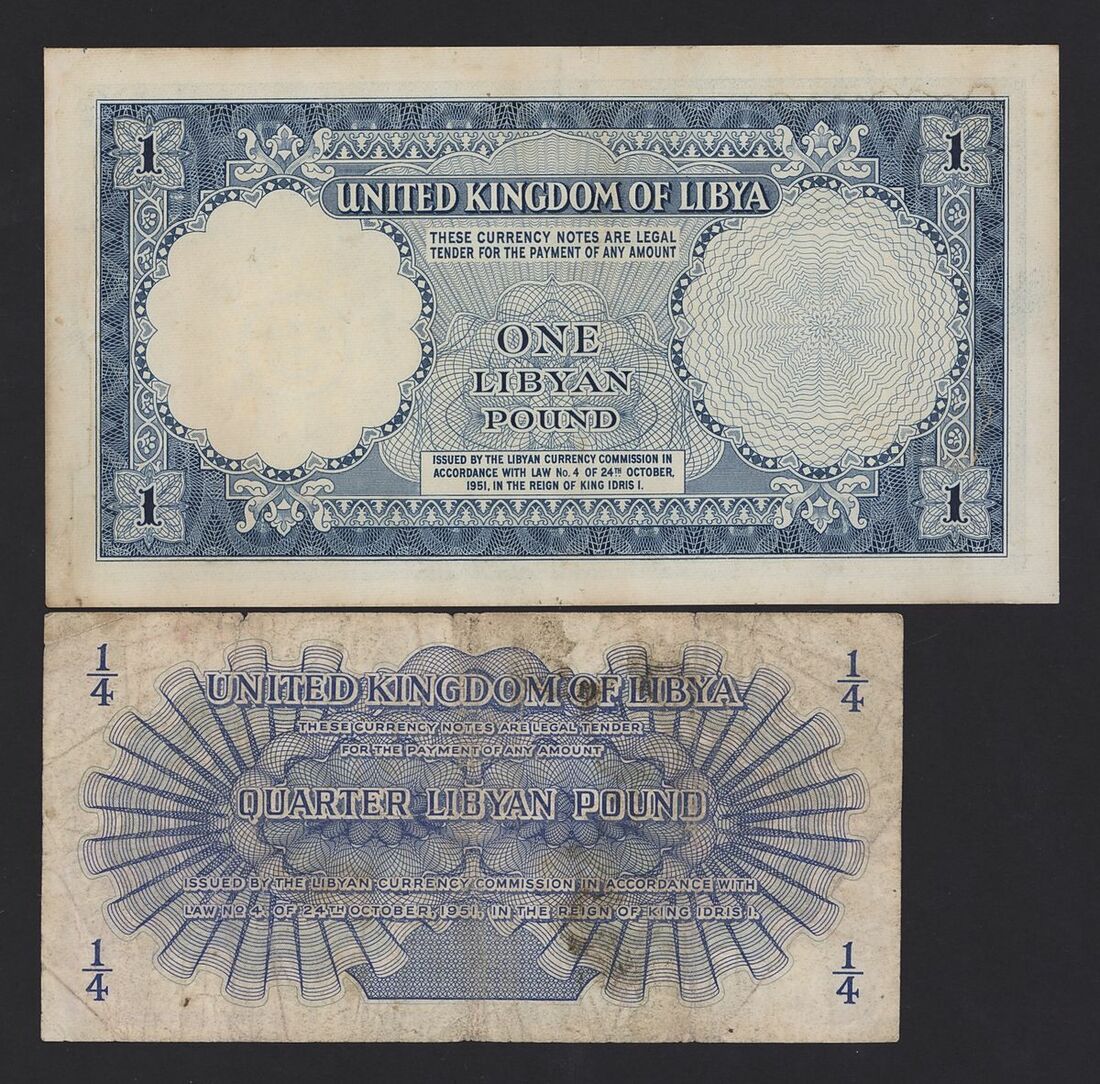 1 1
UNITED KINGDOM OF LIBYA
THESE CURRENCY NOTES ARE LEGAL
TENDER FOR THE PAYMENT OF ANY AMOUNT
ONE
LIBYAN
POUND
ISSUED BY THE LIBYAN CURRENCY COMMISSION IN
ACCORDANCE WITH LAW No. 4 OF 24TH OCTOBER,
1951, IN THE REIGN OF KING IDRIS I.
1 1
1/4 1/4
UNITED KINGDOM OF LIBYA
THESE CURRENCY NOTES ARE LEGAL TENDER
FOR THE PAYMENT OF ANY AMOUNT
QUARTER LIBYAN POUND
ISSUED BY THE LIBYAN CURRENCY COMMISSION IN ACCORDANCE WITH
LAW NO 4. OF 24TH OCTOBER, 1951, IN THE REIGN OF KING IDRIS I.
1/4 1/4